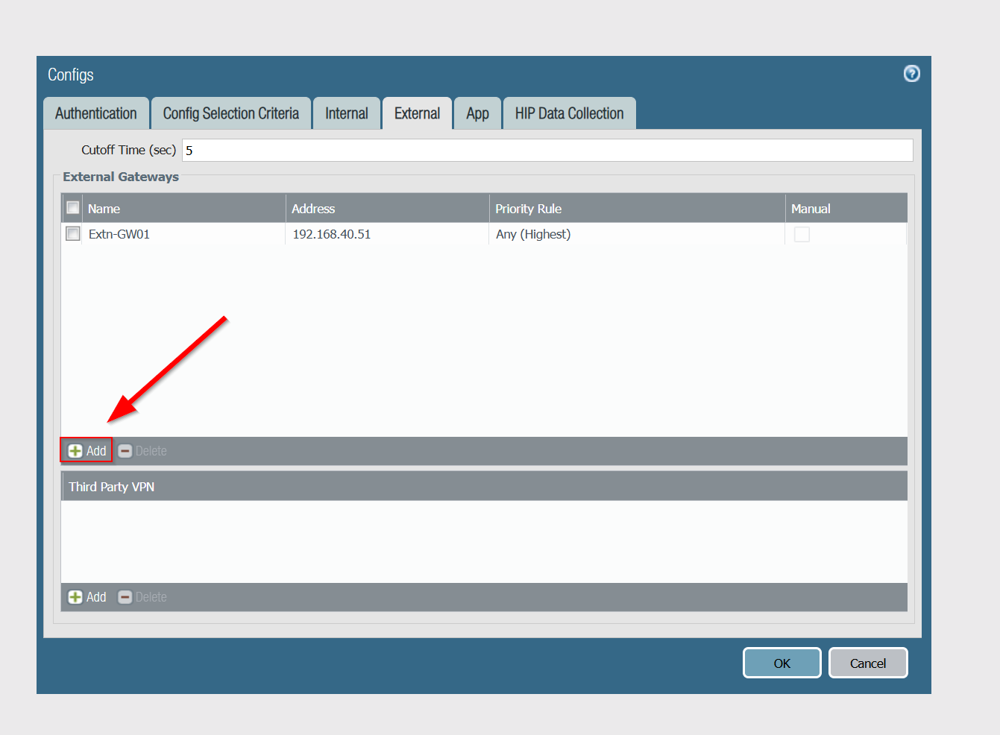 Configs
Authentication Config Selection Criteria Internal External App HIP Data Collection
Cutoff Time (sec) 5
External Gateways
Name Address Priority Rule Manual
Extn-GW01 192.168.40.51 Any (Highest)
Add Delete
Third Party VPN
Add Delete
OK Cancel